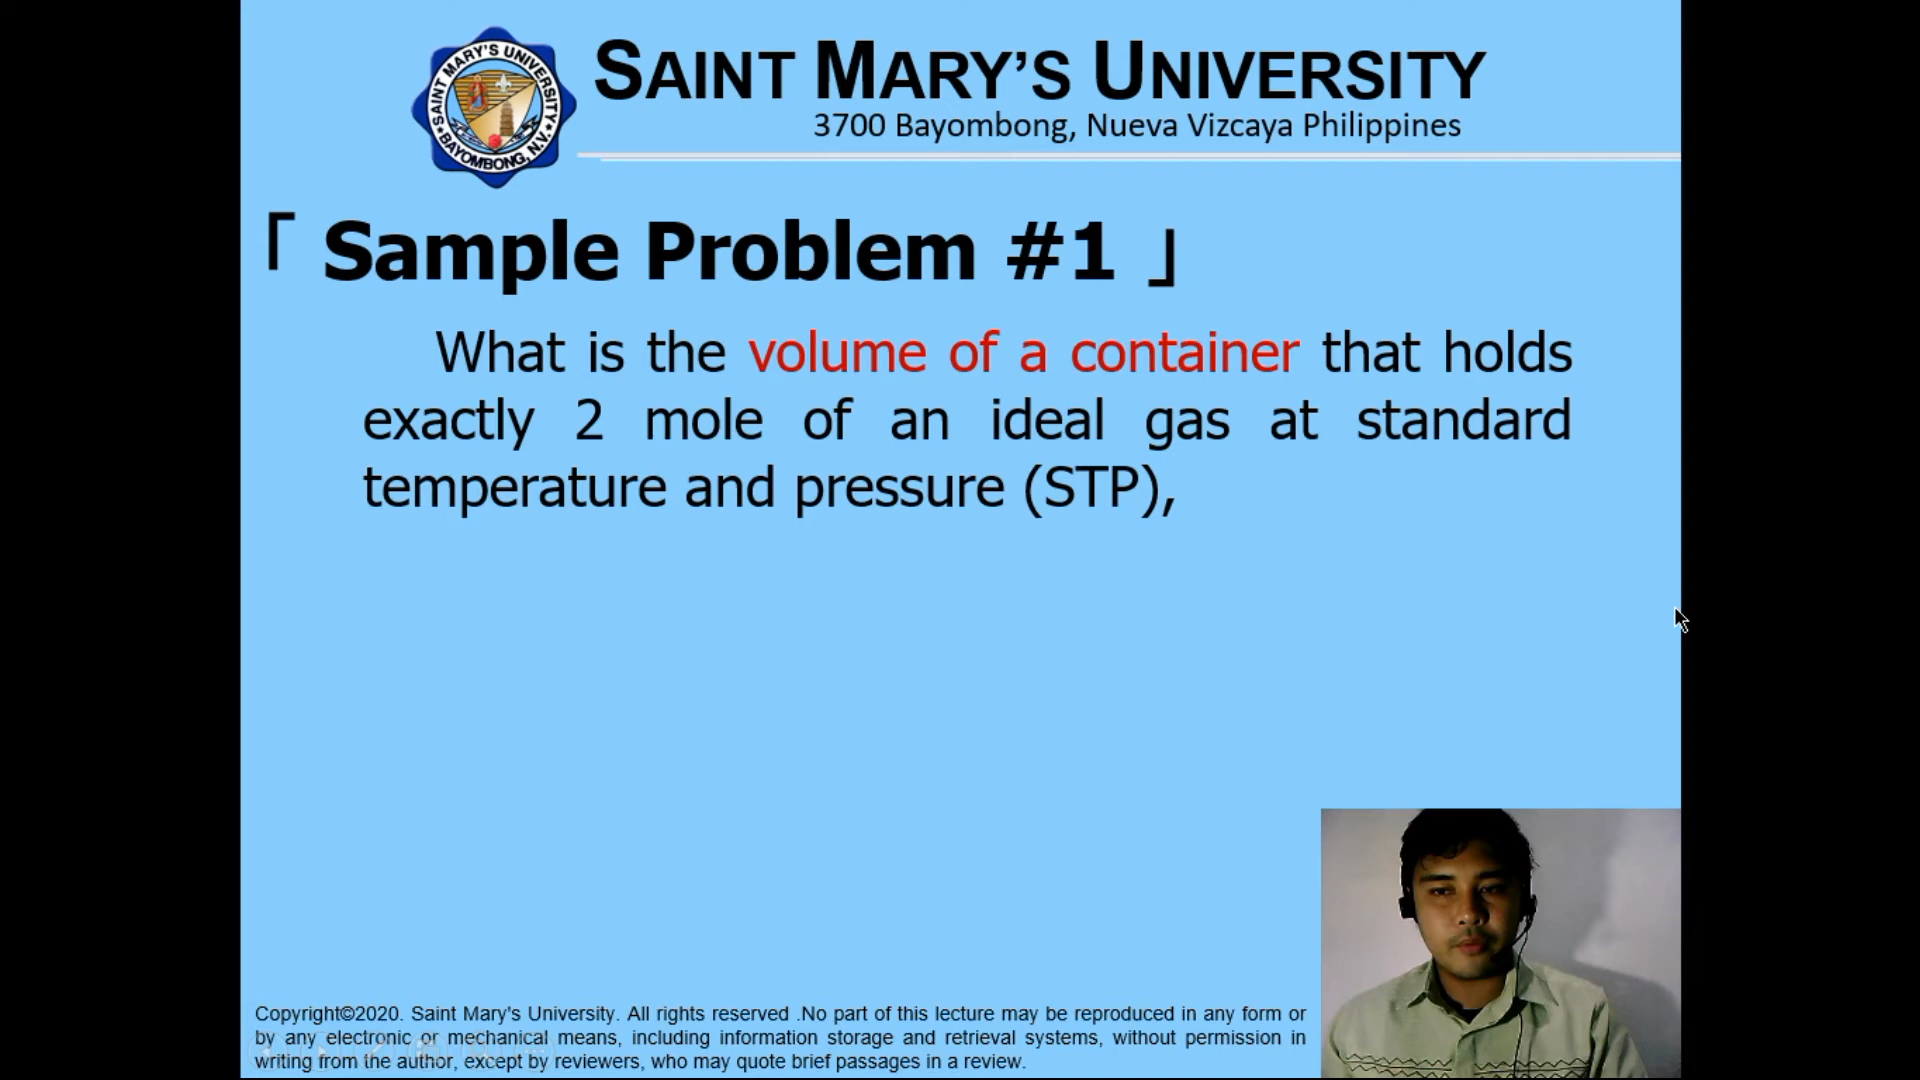 SAINT MARY'S UNIVERSITY
BAYOMBONG, N.V.
SAINT MARY’S UNIVERSITY
3700 Bayombong, Nueva Vizcaya Philippines
「 Sample Problem #1 」
What is the volume of a container that holds
exactly 2 mole of an ideal gas at standard
temperature and pressure (STP),
Copyright©2020. Saint Mary's University. All rights reserved .No part of this lecture may be reproduced in any form or
by any electronic or mechanical means, including information storage and retrieval systems, without permission in
writing from the author, except by reviewers, who may quote brief passages in a review.